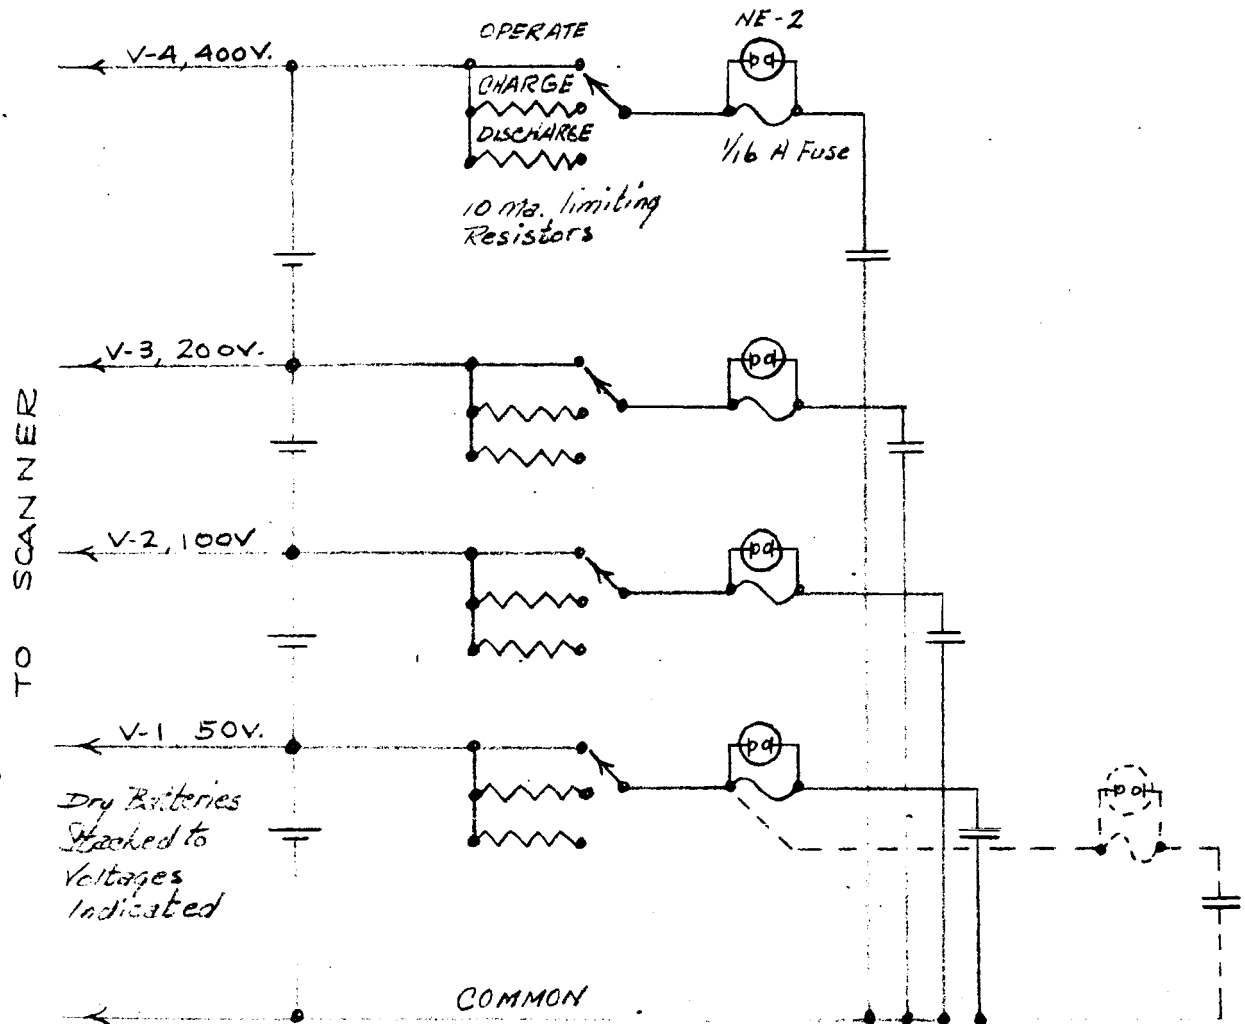 OPERATE
NE-2
V-4, 400V.
CHARGE
DISCHARGE
1/16 A Fuse
10 ma. limiting
Resistors
V-3, 200V.
TO SCANNER
V-2, 100V
V-1 50V.
Dry Batteries
Stacked to
Voltages
Indicated
COMMON